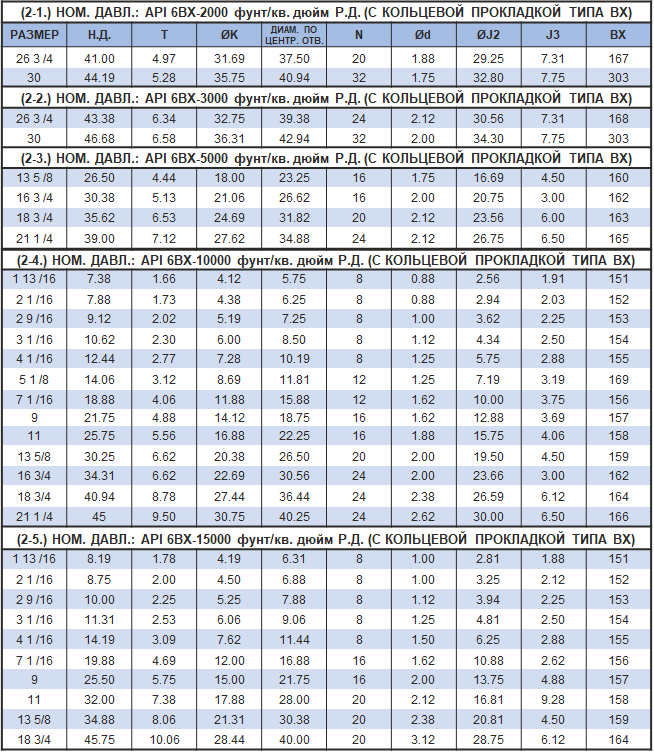 (2-1.) НОМ. ДАВЛ.: API 6BX-2000 фунт/кв. дюйм Р.Д. (С КОЛЬЦЕВОЙ ПРОКЛАДКОЙ ТИПА BX)
РАЗМЕР Н.Д. T ØK ДИАМ. ПО ЦЕНТР. ОТВ. N Ød ØJ2 J3 BX
26 3 /4 41.00 4.97 31.69 37.50 20 1.88 29.25 7.31 167
30 44.19 5.28 35.75 40.94 32 1.75 32.80 7.75 303
(2-2.) НОМ. ДАВЛ.: API 6BX-3000 фунт/кв. дюйм Р.Д. (С КОЛЬЦЕВОЙ ПРОКЛАДКОЙ ТИПА BX)
26 3 /4 43.38 6.34 32.75 39.38 24 2.12 30.56 7.31 168
30 46.68 6.58 36.31 42.94 32 2.00 34.30 7.75 303
(2-3.) НОМ. ДАВЛ.: API 6BX-5000 фунт/кв. дюйм Р.Д. (С КОЛЬЦЕВОЙ ПРОКЛАДКОЙ ТИПА BX)
13 5 /8 26.50 4.44 18.00 23.25 16 1.75 16.69 4.50 160
16 3 /4 30.38 5.13 21.06 26.62 16 2.00 20.75 3.00 162
18 3 /4 35.62 6.53 24.69 31.82 20 2.12 23.56 6.00 163
21 1 /4 39.00 7.12 27.62 34.88 24 2.12 26.75 6.50 165
(2-4.) НОМ. ДАВЛ.: API 6BX-10000 фунт/кв. дюйм Р.Д. (С КОЛЬЦЕВОЙ ПРОКЛАДКОЙ ТИПА BX)
1 13 /16 7.38 1.66 4.12 5.75 8 0.88 2.56 1.91 151
2 1 /16 7.88 1.73 4.38 6.25 8 0.88 2.94 2.03 152
2 9 /16 9.12 2.02 5.19 7.25 8 1.00 3.62 2.25 153
3 1 /16 10.62 2.30 6.00 8.50 8 1.12 4.34 2.50 154
4 1 /16 12.44 2.77 7.28 10.19 8 1.25 5.75 2.88 155
5 1 /8 14.06 3.12 8.69 11.81 12 1.25 7.19 3.19 169
7 1 /16 18.88 4.06 11.88 15.88 12 1.62 10.00 3.75 156
9 21.75 4.88 14.12 18.75 16 1.62 12.88 3.69 157
11 25.75 5.56 16.88 22.25 16 1.88 15.75 4.06 158
13 5/8 30.25 6.62 20.38 26.50 20 2.00 19.50 4.50 159
16 3/4 34.31 6.62 22.69 30.56 24 2.00 23.66 3.00 162
18 3/4 40.94 8.78 27.44 36.44 24 2.38 26.59 6.12 164
21 1 /4 45 9.50 30.75 40.25 24 2.62 30.00 6.50 166
(2-5.) НОМ. ДАВЛ.: API 6BX-15000 фунт/кв. дюйм Р.Д. (С КОЛЬЦЕВОЙ ПРОКЛАДКОЙ ТИПА BX)
1 13 /16 8.19 1.78 4.19 6.31 8 1.00 2.81 1.88 151
2 1 /16 8.75 2.00 4.50 6.88 8 1.00 3.25 2.12 152
2 9 /16 10.00 2.25 5.25 7.88 8 1.12 3.94 2.25 153
3 1 /16 11.31 2.53 6.06 9.06 8 1.25 4.81 2.50 154
4 1 /16 14.19 3.09 7.62 11.44 8 1.50 6.25 2.88 155
7 1 /16 19.88 4.69 12.00 16.88 16 1.62 10.88 2.62 156
9 25.50 5.75 15.00 21.75 16 2.00 13.75 4.88 157
11 32.00 7.38 17.88 28.00 20 2.12 16.81 9.28 158
13 5/8 34.88 8.06 21.31 30.38 20 2.38 20.81 4.50 159
18 3/4 45.75 10.06 28.44 40.00 20 3.12 28.75 6.12 164